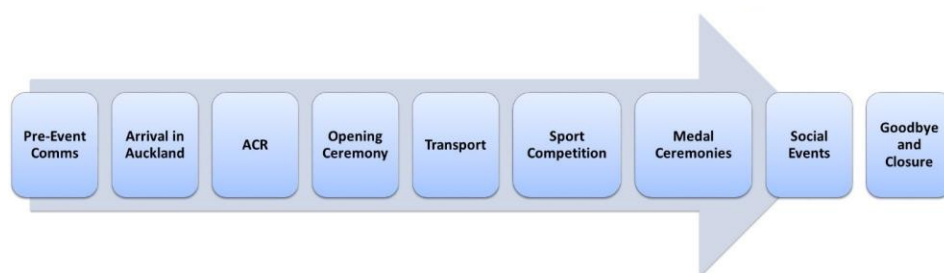 Pre-Event
Comms
Arrival in
Auckland
ACR
Opening
Ceremony
Transport
Sport
Competition
Medal
Ceremonies
Social
Events
Goodbye
and
Closure